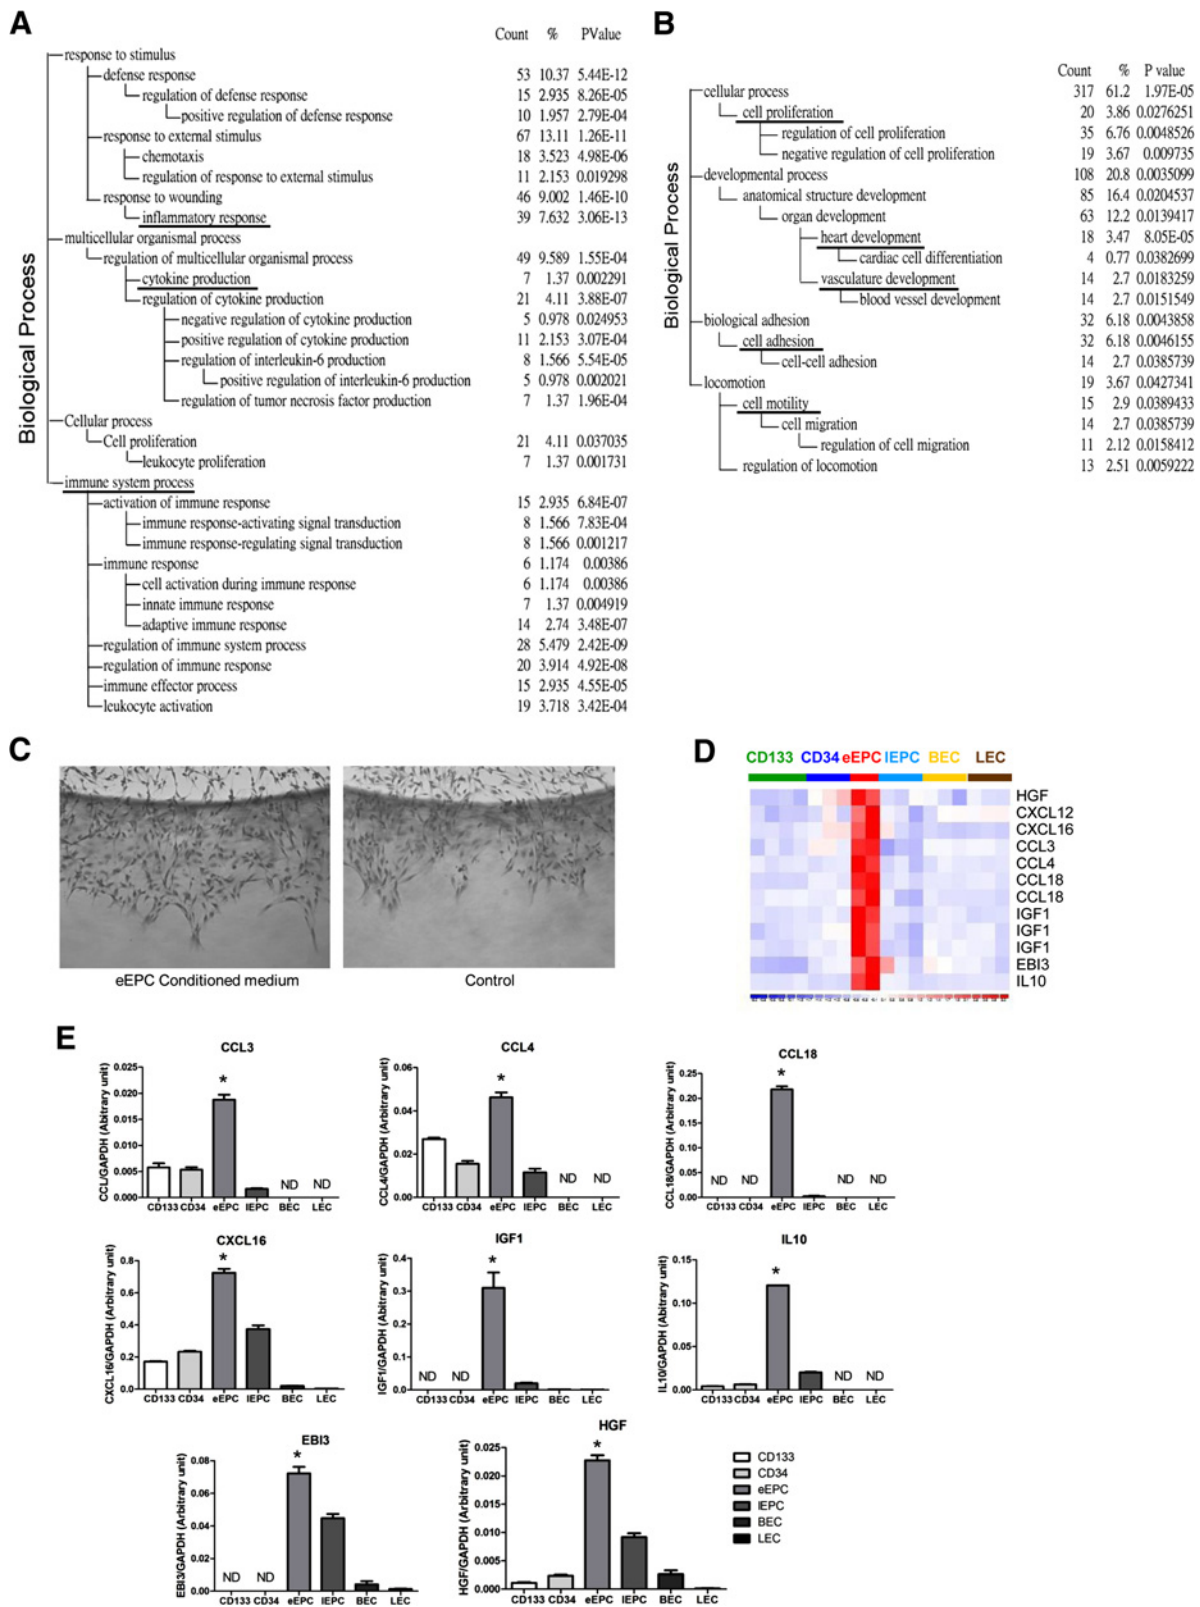 A
Count % PValue
response to stimulus
defense response 53 10.37 5.44E-12
regulation of defense response 15 2.935 8.26E-05
positive regulation of defense response 10 1.957 2.79E-04
response to external stimulus 67 13.11 1.26E-11
chemotaxis 18 3.523 4.98E-06
regulation of response to external stimulus 11 2.153 0.019298
response to wounding 46 9.002 1.46E-10
inflammatory response 39 7.632 3.06E-13
multicellular organismal process
regulation of multicellular organismal process 49 9.589 1.55E-04
cytokine production 7 1.37 0.002291
regulation of cytokine production 21 4.11 3.88E-07
negative regulation of cytokine production 5 0.978 0.024953
positive regulation of cytokine production 11 2.153 3.07E-04
regulation of interleukin-6 production 8 1.566 5.54E-05
positive regulation of interleukin-6 production 5 0.978 0.002021
regulation of tumor necrosis factor production 7 1.37 1.96E-04
Cellular process
Cell proliferation 21 4.11 0.037035
leukocyte proliferation 7 1.37 0.001731
immune system process
activation of immune response 15 2.935 6.84E-07
immune response-activating signal transduction 8 1.566 7.83E-04
immune response-regulating signal transduction 8 1.566 0.001217
immune response 6 1.174 0.00386
cell activation during immune response 6 1.174 0.00386
innate immune response 7 1.37 0.004919
adaptive immune response 14 2.74 3.48E-07
regulation of immune system process 28 5.479 2.42E-09
regulation of immune response 20 3.914 4.92E-08
immune effector process 15 2.935 4.55E-05
leukocyte activation 19 3.718 3.42E-04
Biological Process
B
Count % P value
cellular process 317 61.2 1.97E-05
cell proliferation 20 3.86 0.0276251
regulation of cell proliferation 35 6.76 0.0048526
negative regulation of cell proliferation 19 3.67 0.009735
developmental process 108 20.8 0.0035099
anatomical structure development 85 16.4 0.0204537
organ development 63 12.2 0.0139417
heart development 18 3.47 8.05E-05
cardiac cell differentiation 4 0.77 0.0382699
vasculature development 14 2.7 0.0183259
blood vessel development 14 2.7 0.0151549
biological adhesion 32 6.18 0.0043858
cell adhesion 32 6.18 0.0046155
cell-cell adhesion 14 2.7 0.0385739
locomotion 19 3.67 0.0427341
cell motility 15 2.9 0.0389433
cell migration 14 2.7 0.0385739
regulation of cell migration 11 2.12 0.0158412
regulation of locomotion 13 2.51 0.0059222
Biological Process
C
eEPC Conditioned medium
Control
D
CD133 CD34 eEPC lEPC BEC LEC
HGF
CXCL12
CXCL16
CCL3
CCL4
CCL18
CCL18
IGF1
IGF1
IGF1
EBI3
IL10
E
CCL3
CCL/GAPDH (Abitrary unit)
0.025
0.020
0.015
0.010
0.005
0.000
*
ND ND
CD133 CD34 eEPC lEPC BEC LEC
CCL4
CCL4/GAPDH (Arbitrary unit)
0.06
0.04
0.02
0.00
*
ND ND
CD133 CD34 eEPC lEPC BEC LEC
CCL18
CCL18/GAPDH (Abitrary unit)
0.25
0.20
0.15
0.10
0.05
0.00
*
ND ND ND ND
CD133 CD34 eEPC lEPC BEC LEC
CXCL16
CXCL16/GAPDH (Arbitrary unit)
0.8
0.6
0.4
0.2
0.0
*
CD133 CD34 eEPC lEPC BEC LEC
IGF1
IGF1/GAPDH (Arbitrary unit)
0.4
0.3
0.2
0.1
0.0
*
ND ND
CD133 CD34 eEPC lEPC BEC LEC
IL10
IL10/GAPDH (Abitrary unit)
0.15
0.10
0.05
0.00
*
ND ND
CD133 CD34 eEPC lEPC BEC LEC
EBI3
EBI3/GAPDH (Arbitrary unit)
0.08
0.06
0.04
0.02
0.00
*
ND ND
CD133 CD34 eEPC lEPC BEC LEC
HGF
HGF/GAPDH (Arbitrary unit)
0.025
0.020
0.015
0.010
0.005
0.000
*
CD133 CD34 eEPC lEPC BEC LEC
CD133
CD34
eEPC
lEPC
BEC
LEC